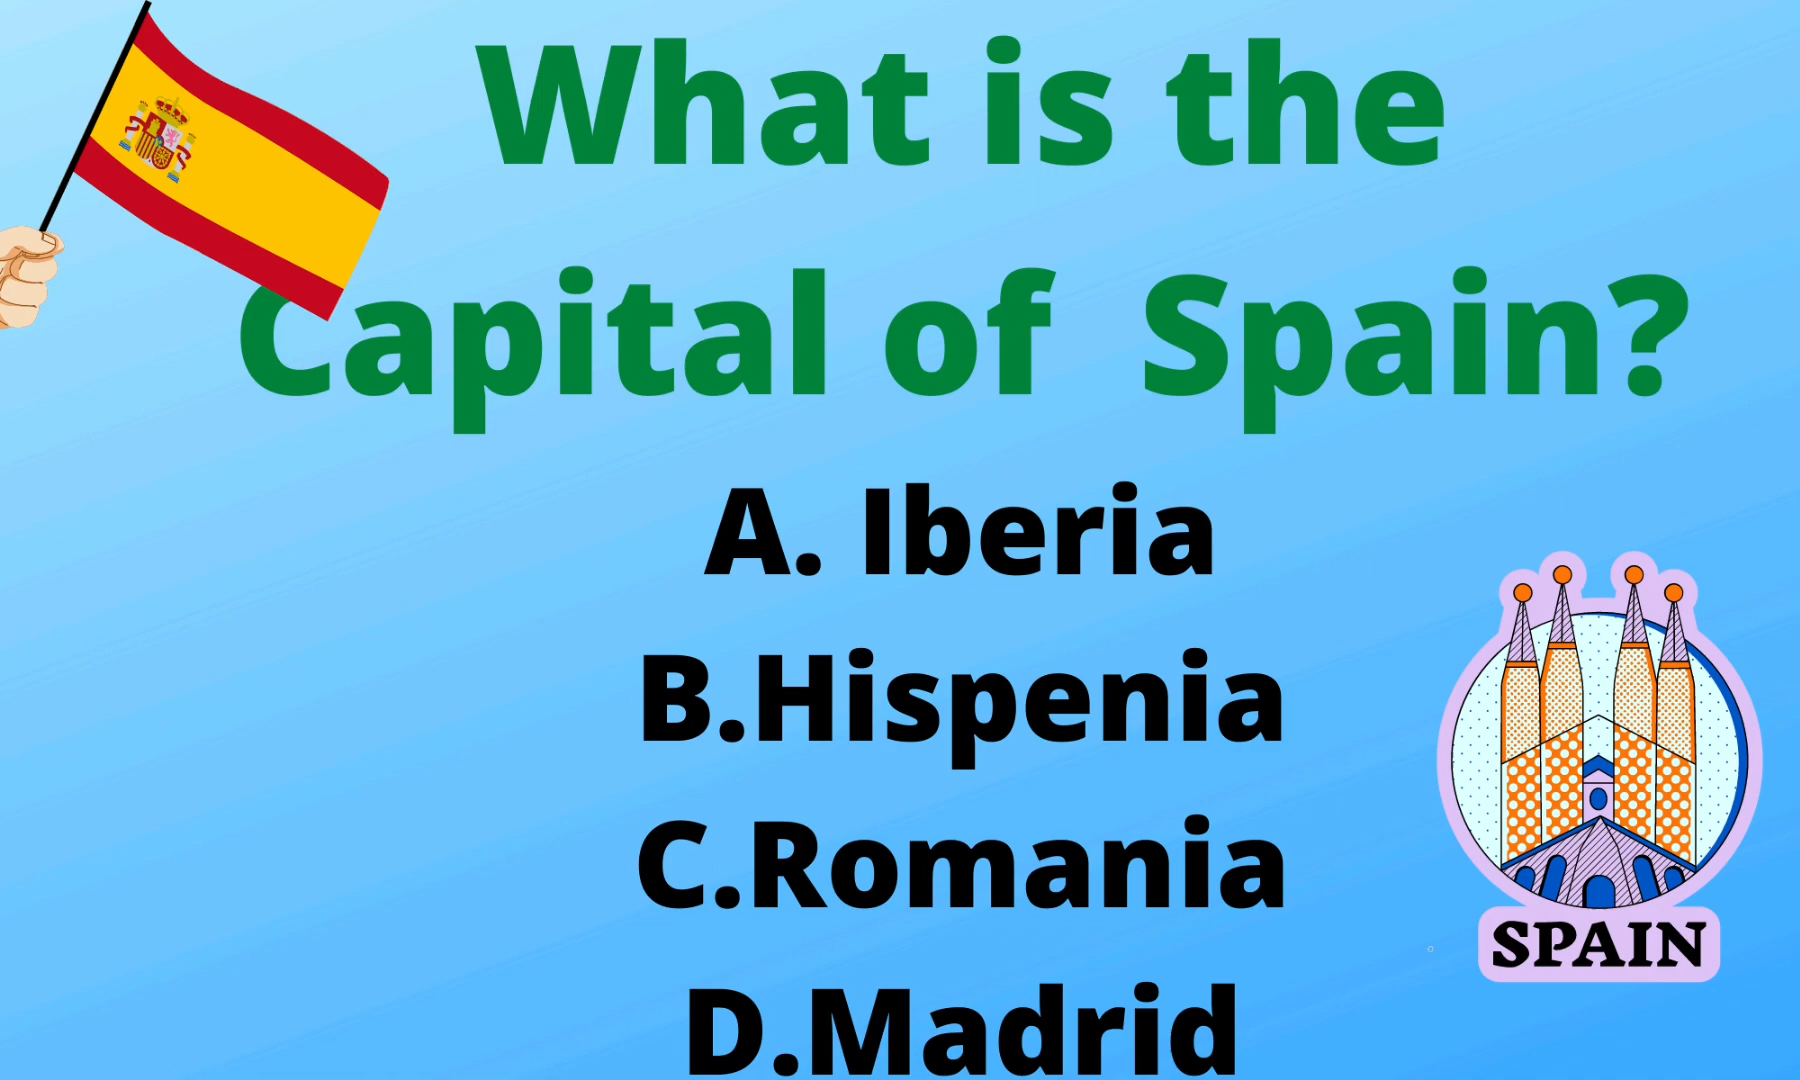 What is the
Capital of  Spain?
A. Iberia
B.Hispenia
C.Romania
D.Madrid
SPAIN